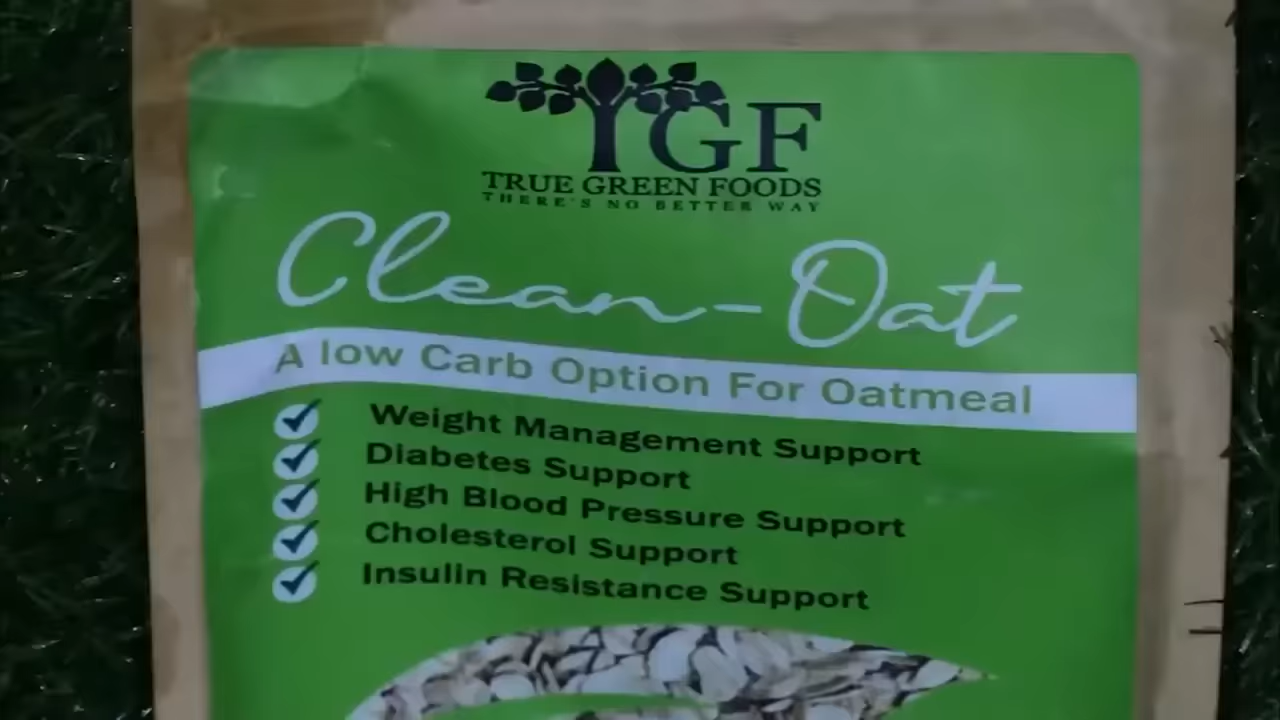 TGF
TRUE GREEN FOODS
THERE'S NO BETTER WAY
Clean-Oat
A low Carb Option For Oatmeal
Weight Management Support
Diabetes Support
High Blood Pressure Support
Cholesterol Support
Insulin Resistance Support